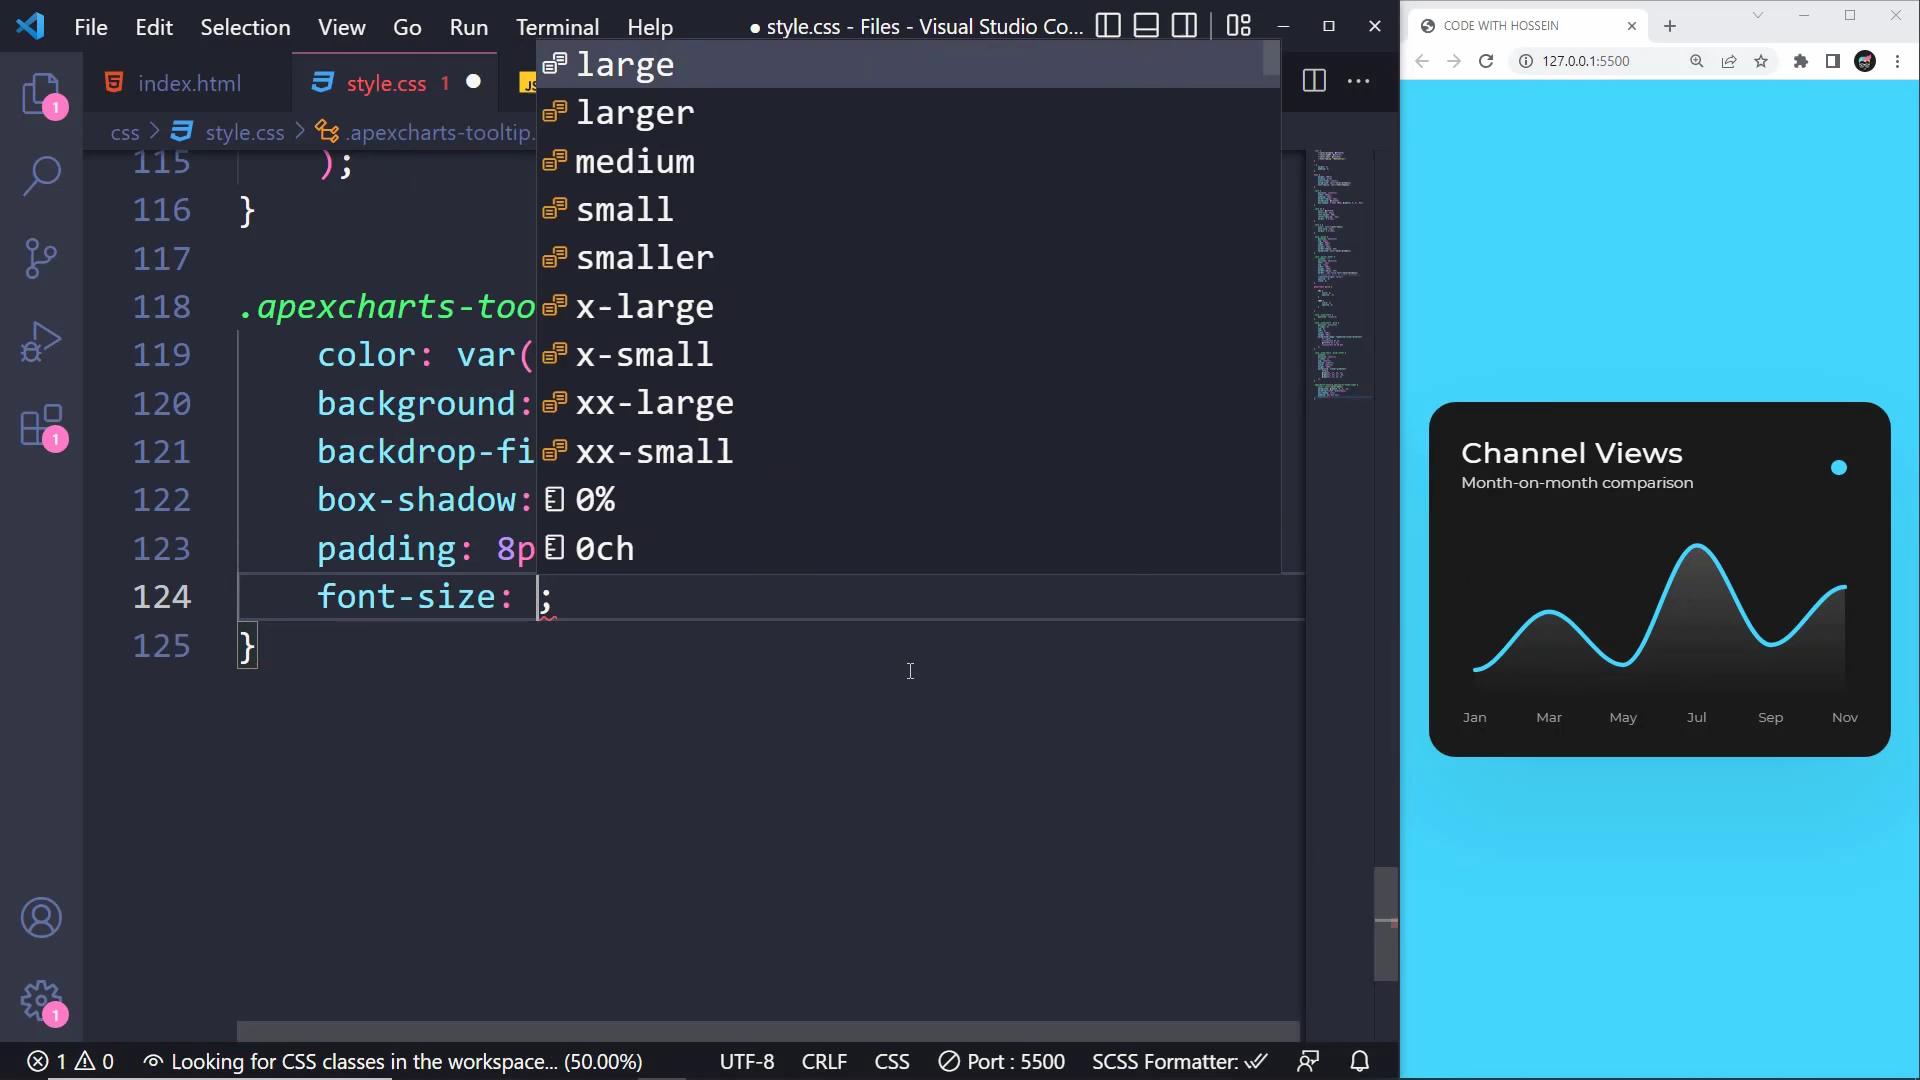 File Edit Selection View Go Run Terminal Help
● style.css - Files - Visual Studio Co...
index.html
style.css 1
JS
css > style.css > .apexcharts-tooltip.
115 );
116 }
117
118 .apexcharts-too
119 color: var(
120 background:
121 backdrop-fi
122 box-shadow:
123 padding: 8p
124 font-size: ;
125 }
large
larger
medium
small
smaller
x-large
x-small
xx-large
xx-small
0%
0ch
1
1
1
1 0 Looking for CSS classes in the workspace... (50.00%)
UTF-8 CRLF CSS Port : 5500 SCSS Formatter:
CODE WITH HOSSEIN
127.0.0.1:5500
Channel Views
Month-on-month comparison
Jan Mar May Jul Sep Nov